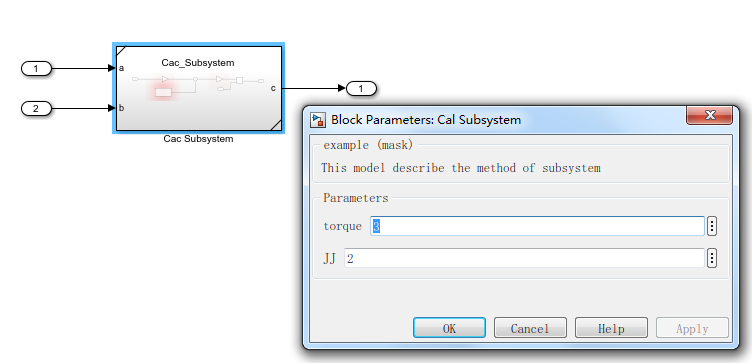 Cac_Subsystem
1
a
c
1
2
b
Cac Subsystem
Block Parameters: Cal Subsystem
example (mask)
This model describe the method of subsystem
Parameters
torque 3
JJ 2
OK Cancel Help Apply